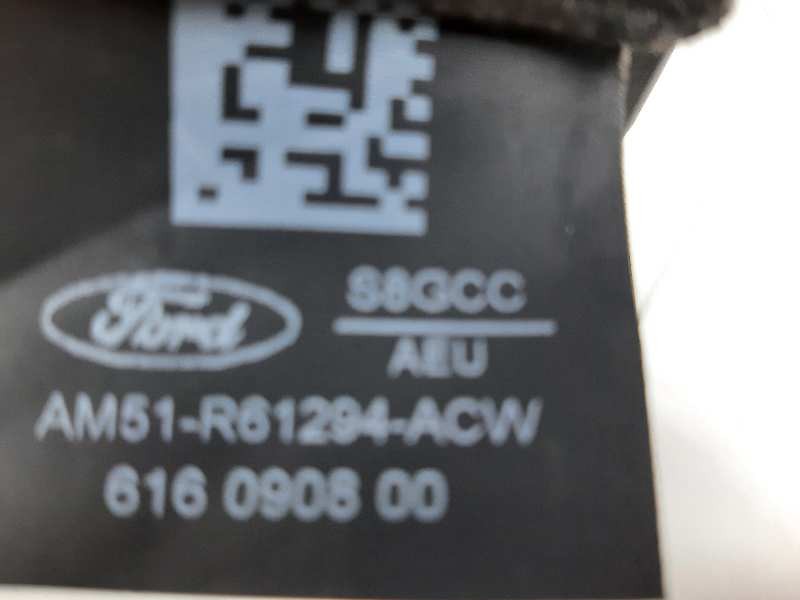 Ford
S8GCC
AEU
AM51-R61294-ACW
616 0908 00